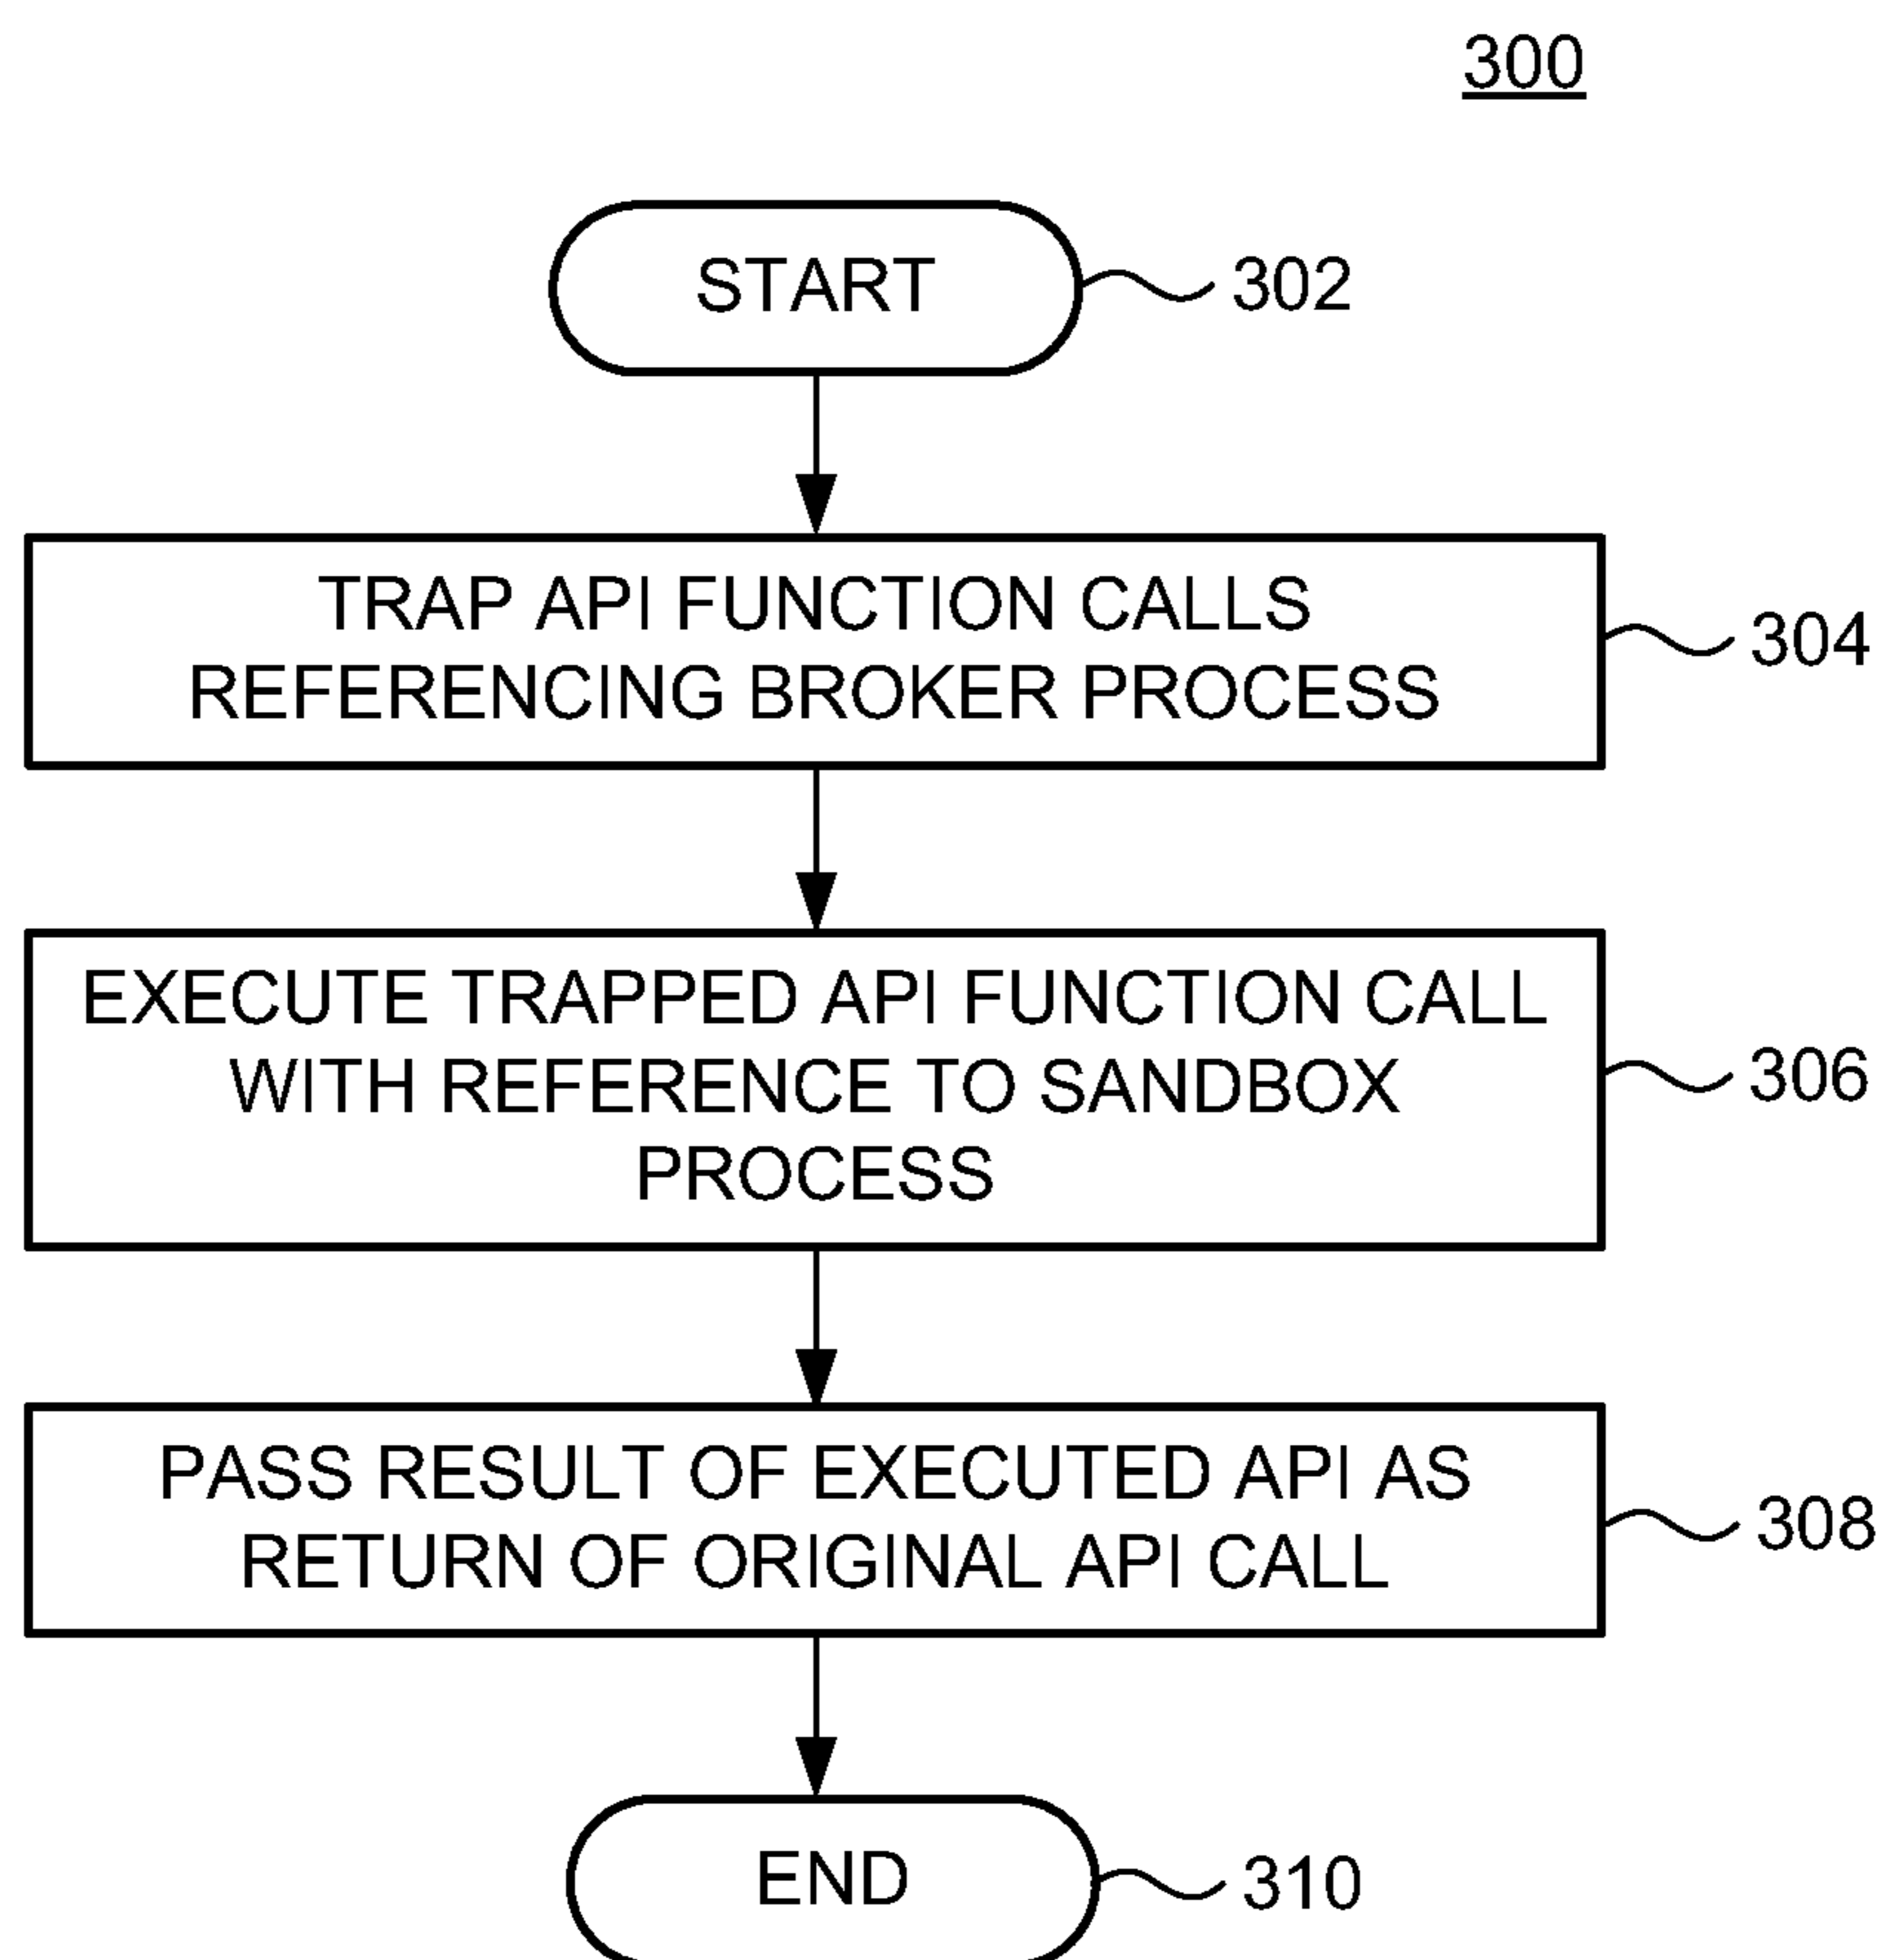 300
START
302
TRAP API FUNCTION CALLS
REFERENCING BROKER PROCESS
304
EXECUTE TRAPPED API FUNCTION CALL
WITH REFERENCE TO SANDBOX
PROCESS
306
PASS RESULT OF EXECUTED API AS
RETURN OF ORIGINAL API CALL
308
END
310